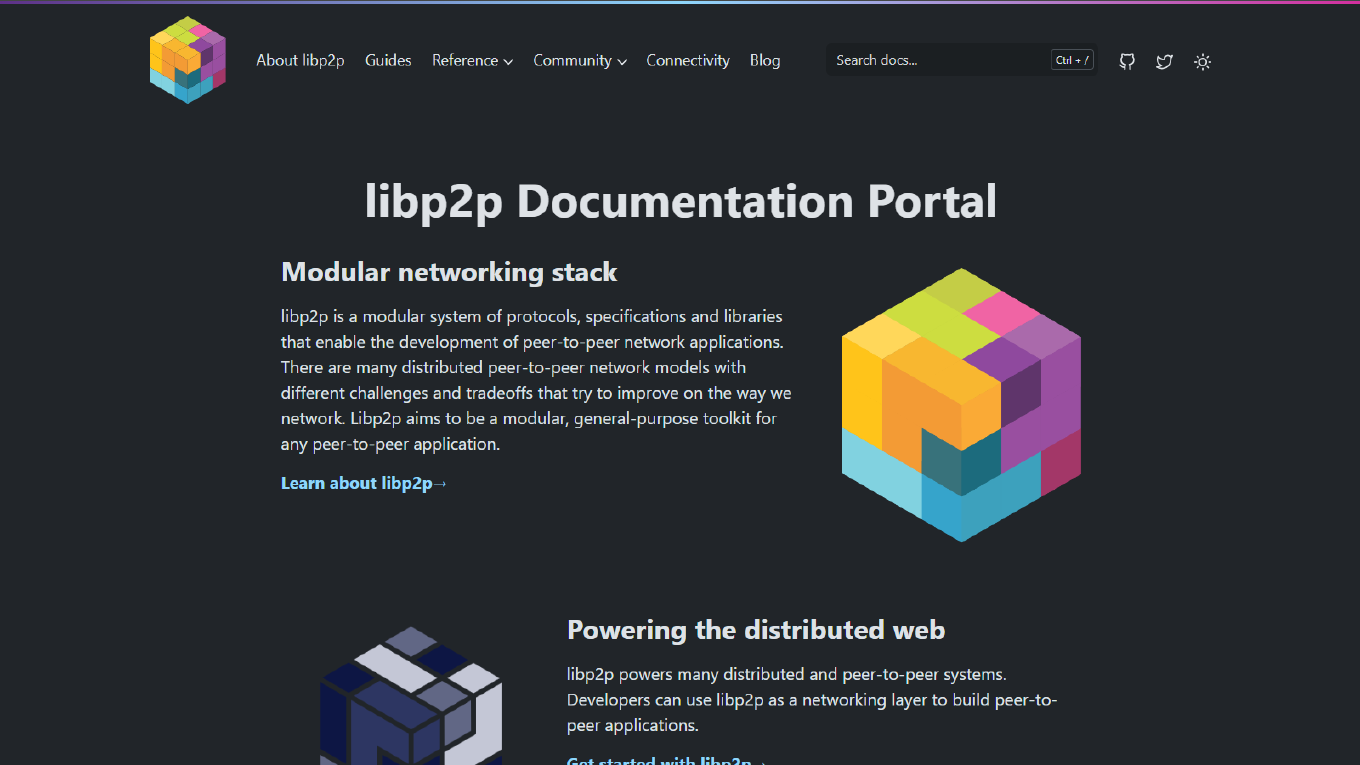 About libp2p Guides Reference Community Connectivity Blog Search docs... Ctrl + /
libp2p Documentation Portal
Modular networking stack
libp2p is a modular system of protocols, specifications and libraries
that enable the development of peer-to-peer network applications.
There are many distributed peer-to-peer network models with
different challenges and tradeoffs that try to improve on the way we
network. Libp2p aims to be a modular, general-purpose toolkit for
any peer-to-peer application.
Learn about libp2p→
Powering the distributed web
libp2p powers many distributed and peer-to-peer systems.
Developers can use libp2p as a networking layer to build peer-to-
peer applications.
Get started with libp2p→